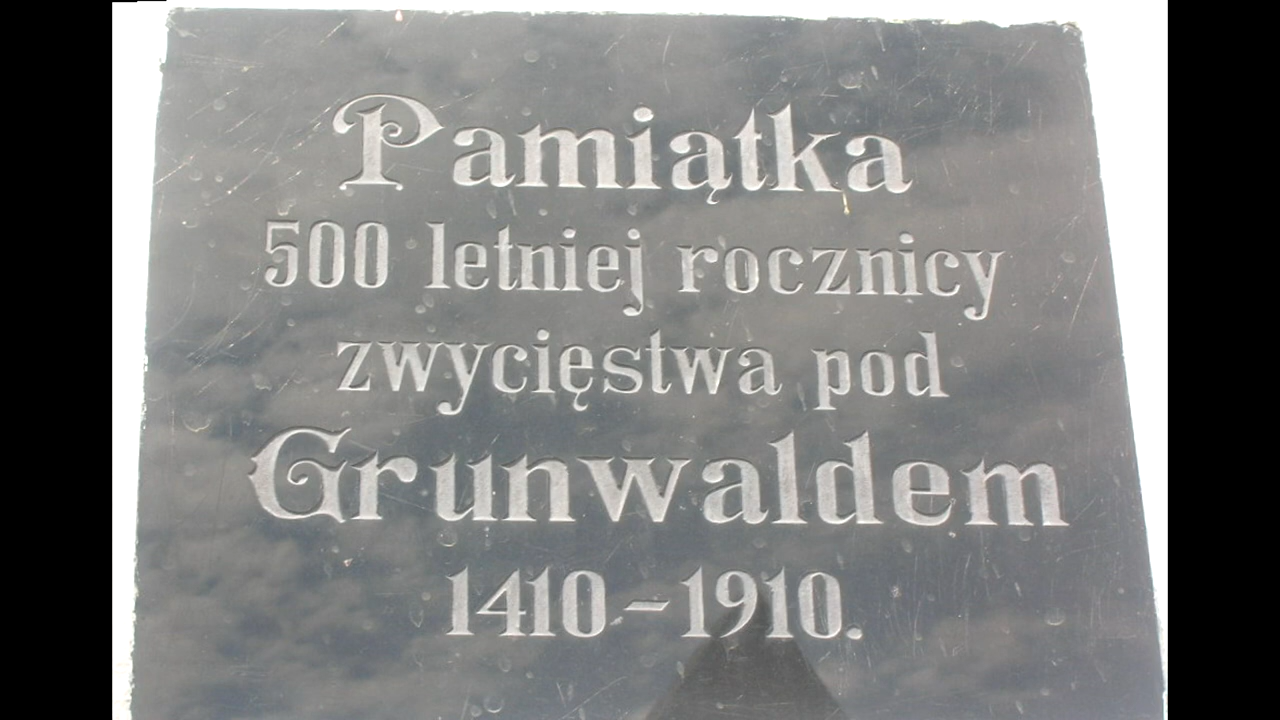 Pamiątka
500 letniej rocznicy
zwycięstwa pod
Grunwaldem
1410-1910.